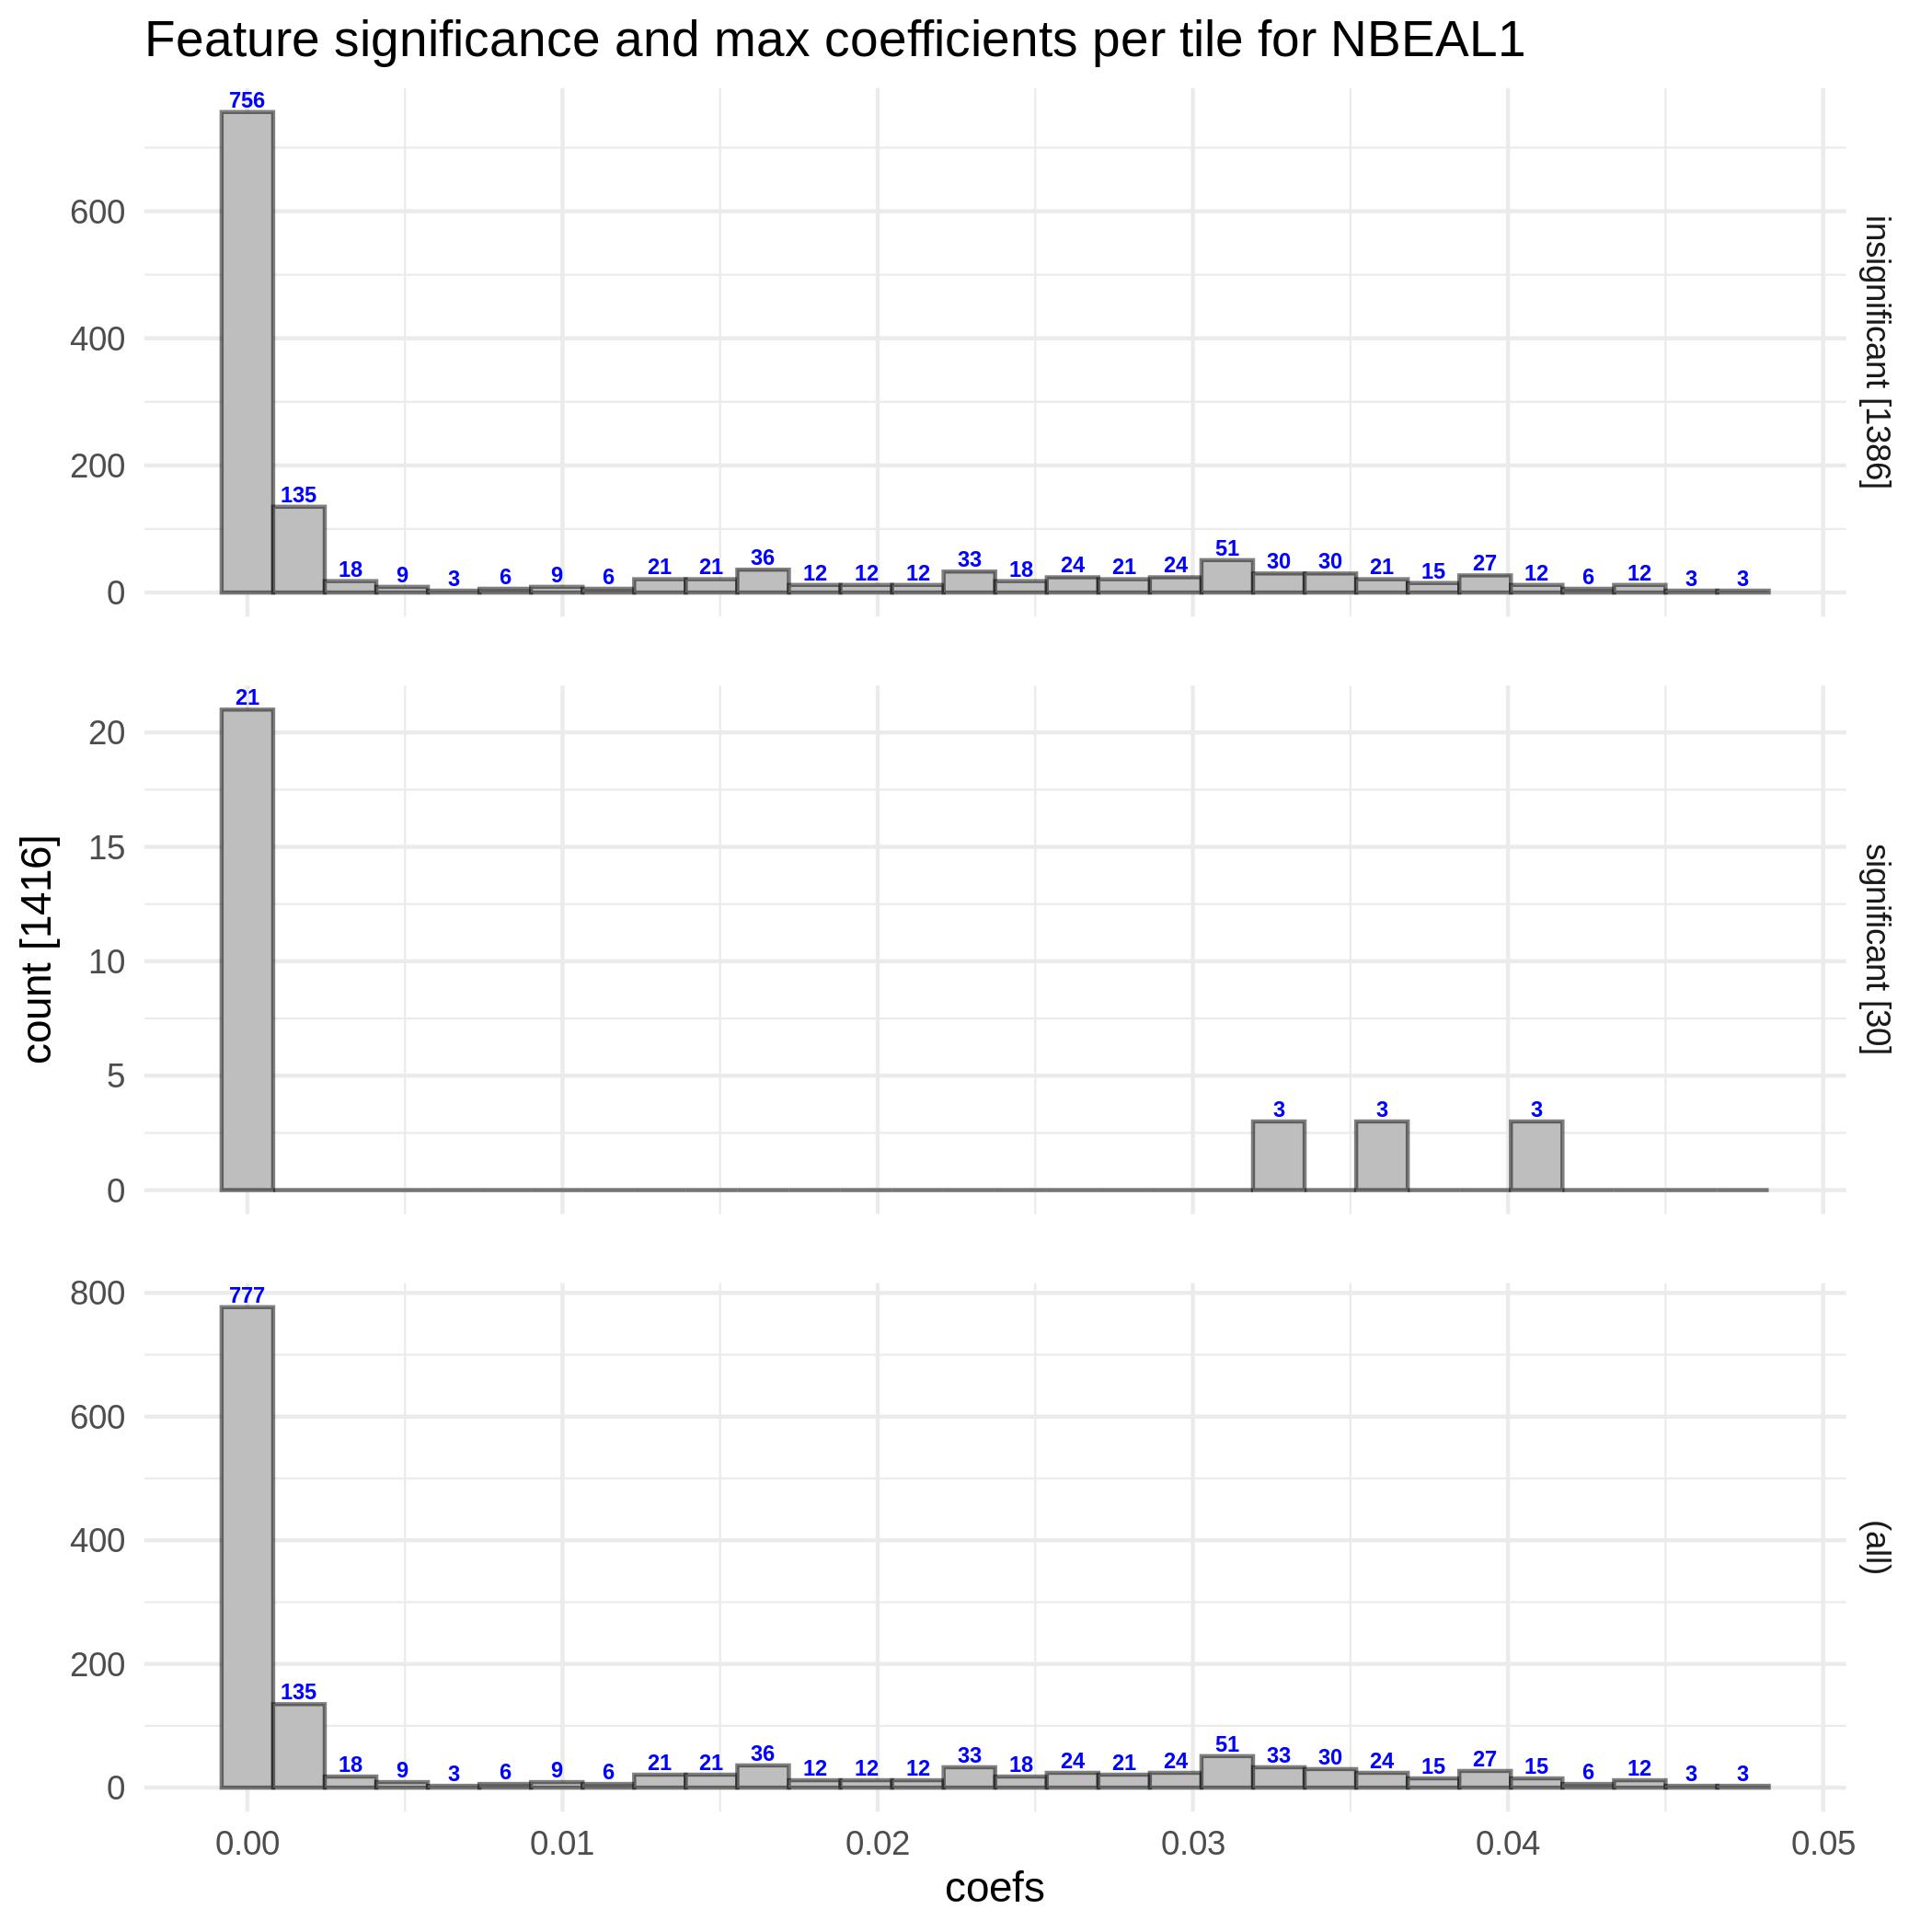 Feature significance and max coefficients per tile for NBEAL1
756
135
18 9 3 6 9 6 21 21 36 12 12 12 33 18 24 21 24 51 30 30 21 15 27 12 6 12 3 3
600
400
200
0
insignificant [1386]
21
3 3 3
20
15
10
5
0
significant [30]
count [1416]
777
135
18 9 3 6 9 6 21 21 36 12 12 12 33 18 24 21 24 51 33 30 24 15 27 15 6 12 3 3
800
600
400
200
0
(all)
0.00 0.01 0.02 0.03 0.04 0.05
coefs